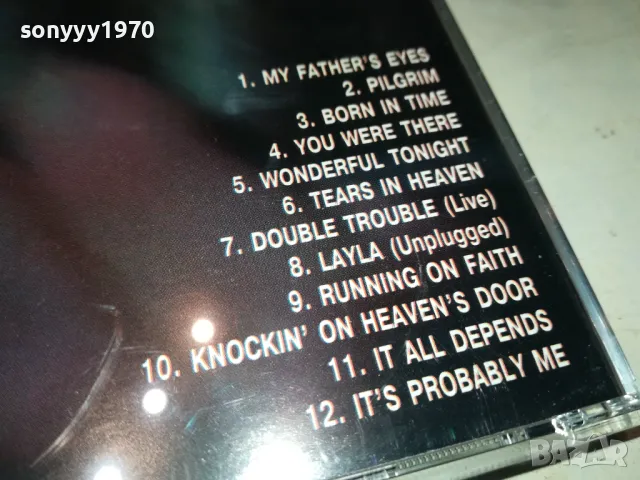 sonyyy1970
1. MY FATHER'S EYES
2. PILGRIM
3. BORN IN TIME
4. YOU WERE THERE
5. WONDERFUL TONIGHT
6. TEARS IN HEAVEN
7. DOUBLE TROUBLE (Live)
8. LAYLA (Unplugged)
9. RUNNING ON FAITH
10. KNOCKIN' ON HEAVEN'S DOOR
11. IT ALL DEPENDS
12. IT'S PROBABLY ME
BAZAR